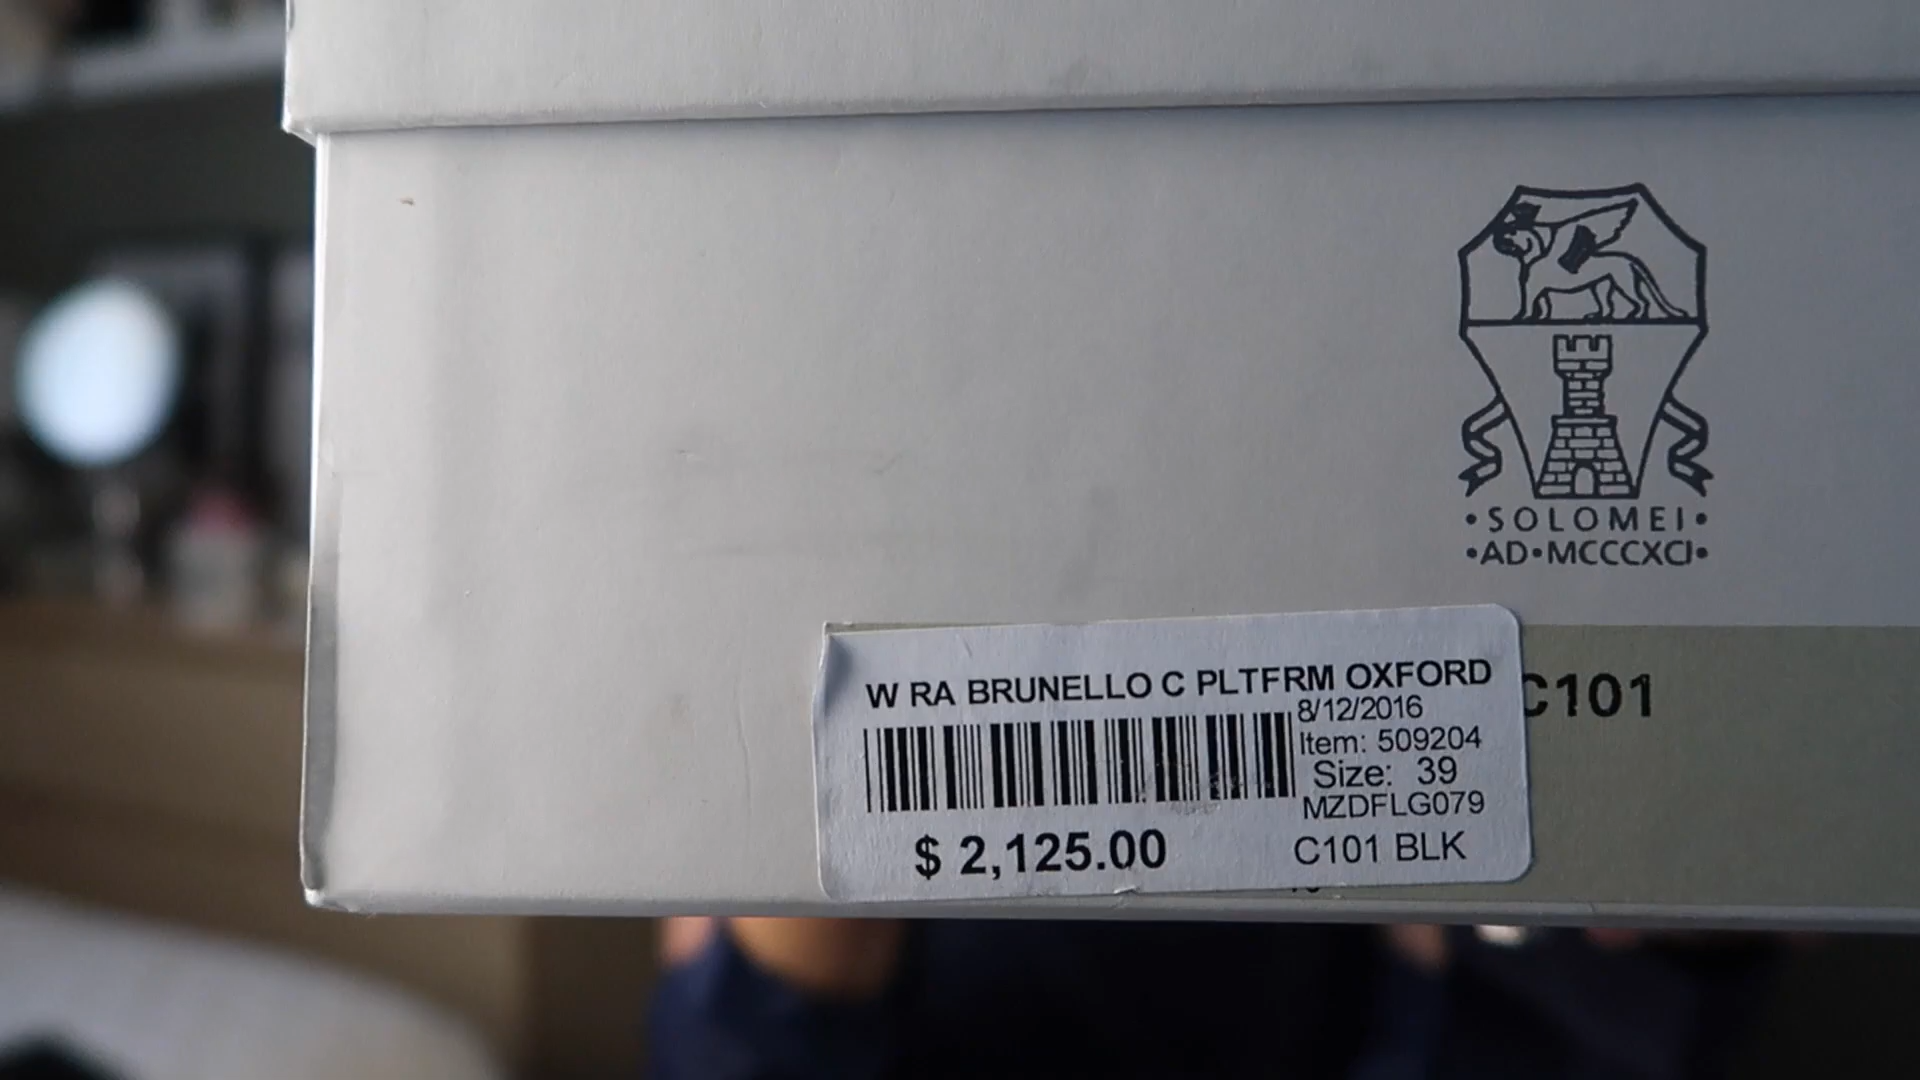 •SOLOMEI•
•AD•MCCCXCI•
W RA BRUNELLO C PLTFRM OXFORD
8/12/2016
Item: 509204
Size: 39
MZDFLG079
$ 2,125.00
C101 BLK
C101